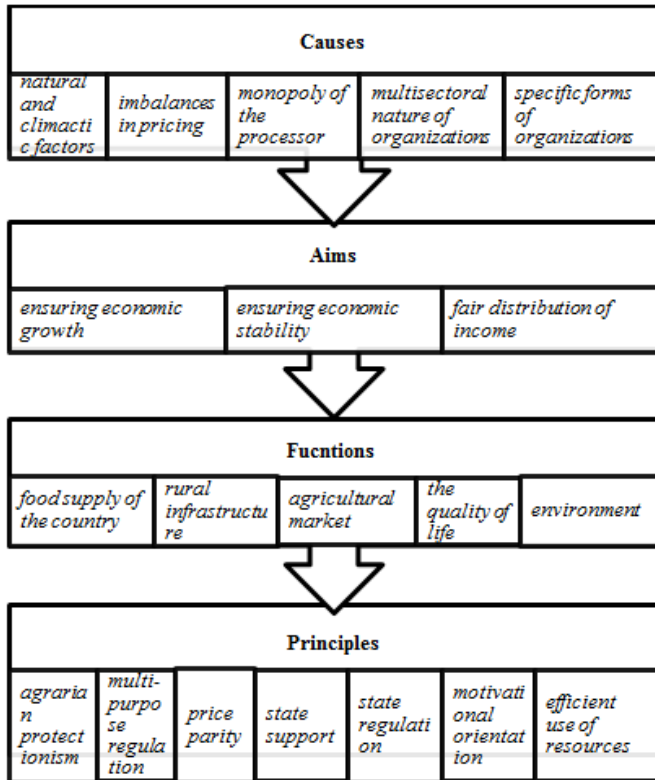 Causes
natural
and
climactic
c factors
imbalances
in pricing
monopoly of
the
processor
multisectoral
nature of
organizations
specific forms
of
organizations
Aims
ensuring economic
growth
ensuring economic
stability
fair distribution of
income
Fucntions
food supply of
the country
rural
infrastructu
re
agricultural
market
the
quality of
life
environment
Principles
agraria
n
protect
ionism
multi-
purpo
se
regula
tion
price
parity
state
support
state
regulati
on
motivati
onal
orientat
ion
efficient
use of
resources